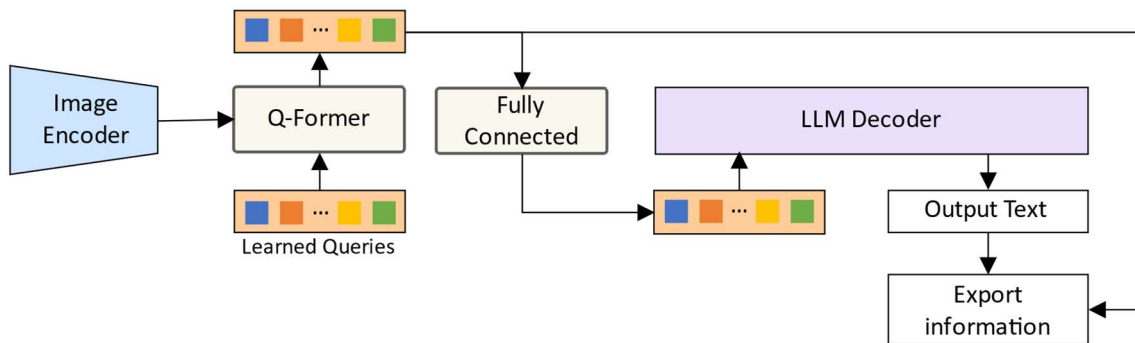 ...
Image
Encoder
Q-Former
...
Learned Queries
Fully
Connected
LLM Decoder
...
Output Text
Export
information